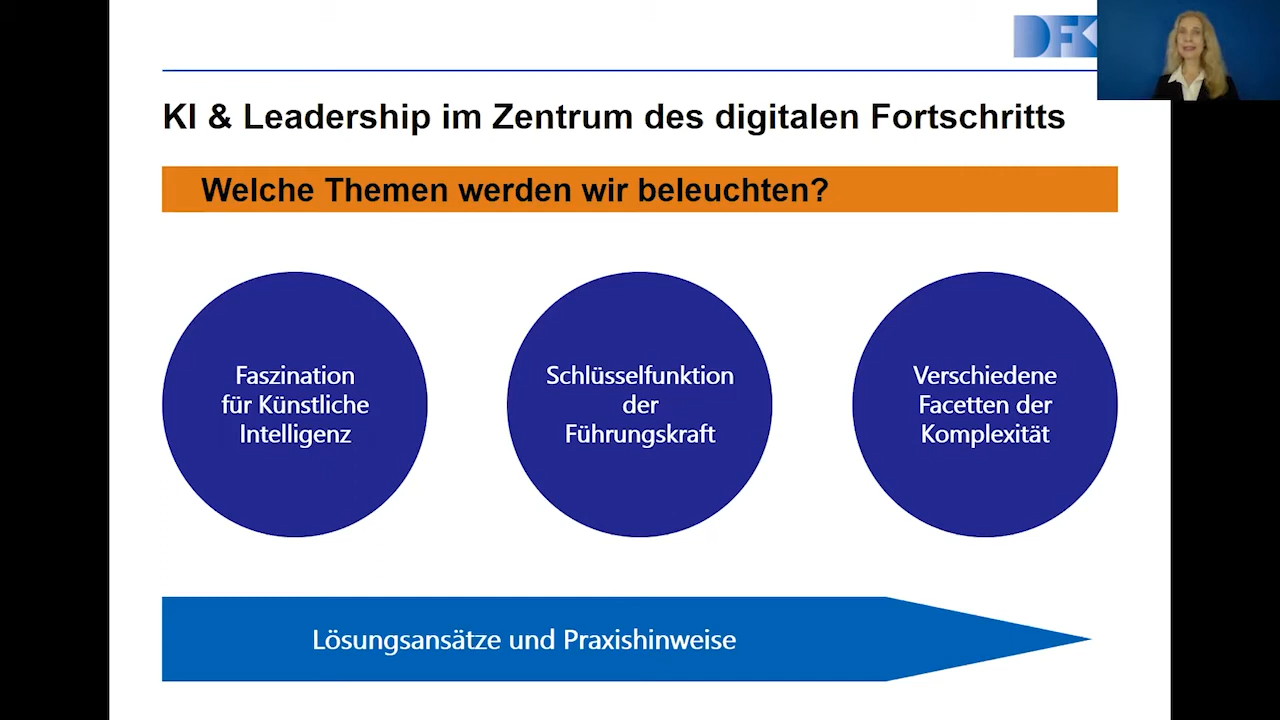 DFK
KI & Leadership im Zentrum des digitalen Fortschritts
Welche Themen werden wir beleuchten?
Faszination
für Künstliche
Intelligenz
Schlüsselfunktion
der
Führungskraft
Verschiedene
Facetten der
Komplexität
Lösungsansätze und Praxishinweise